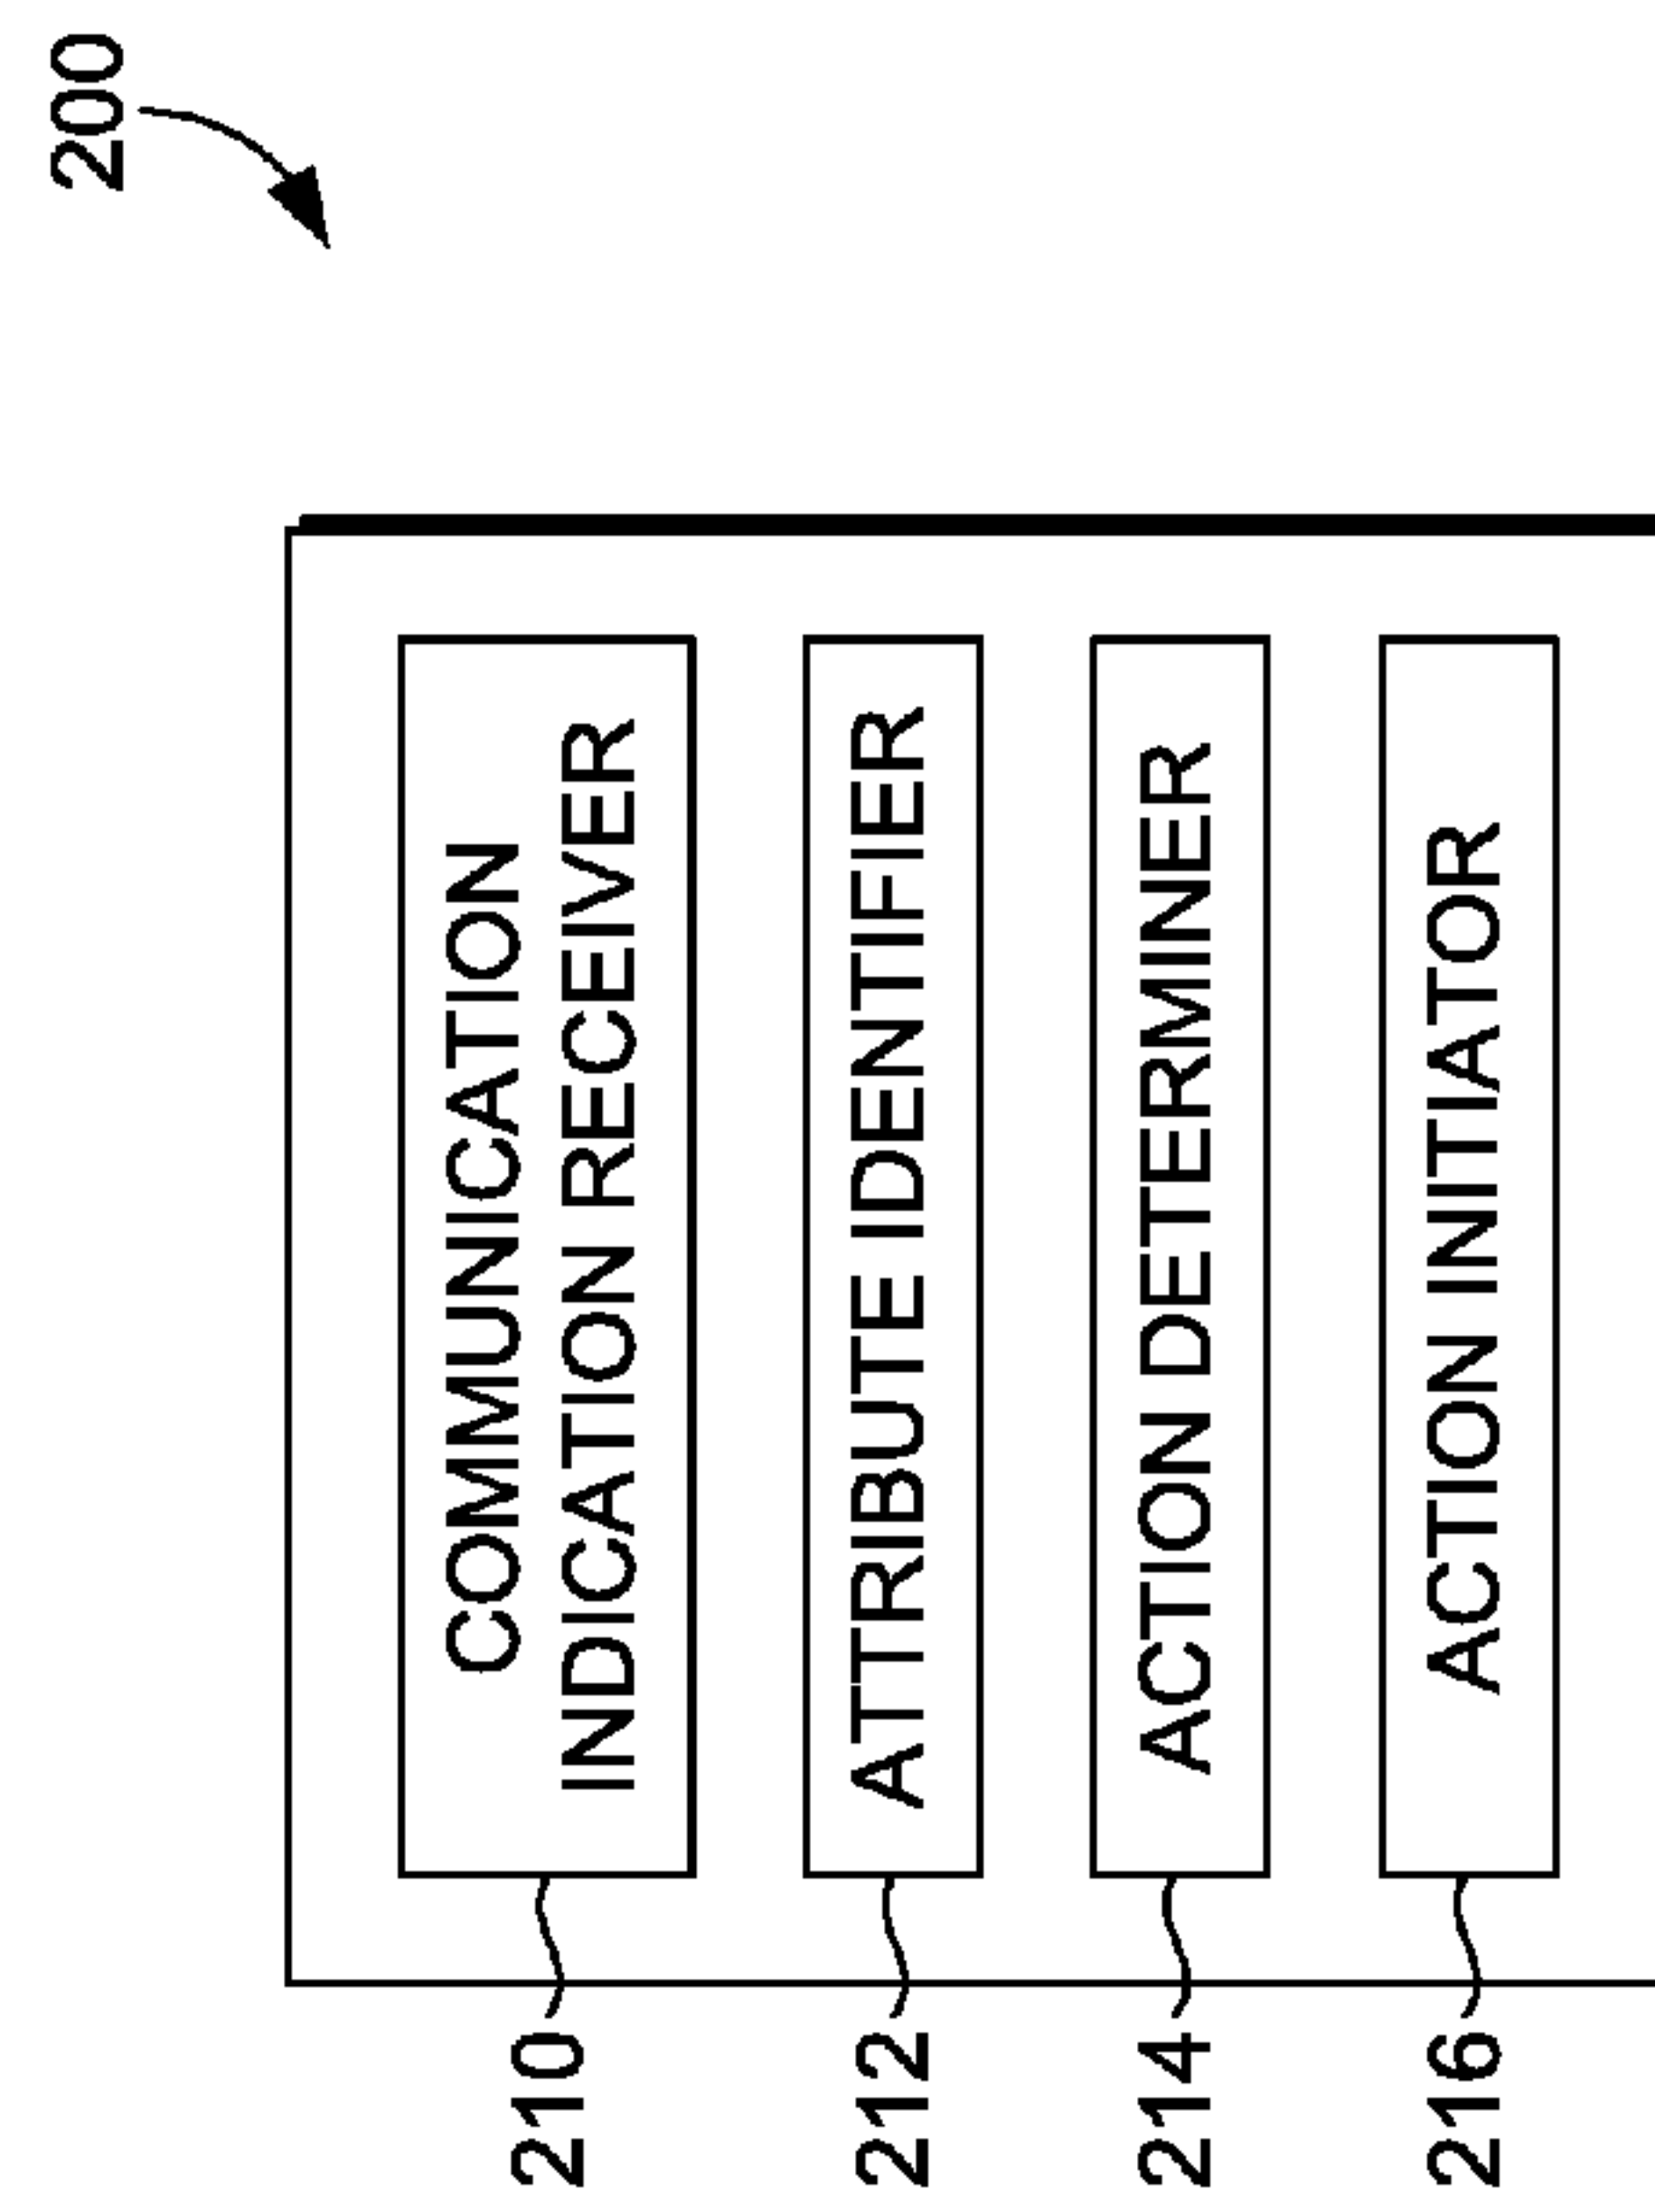 200
210
COMMUNICATION
INDICATION RECEIVER
212
ATTRIBUTE IDENTIFIER
214
ACTION DETERMINER
216
ACTION INITIATOR